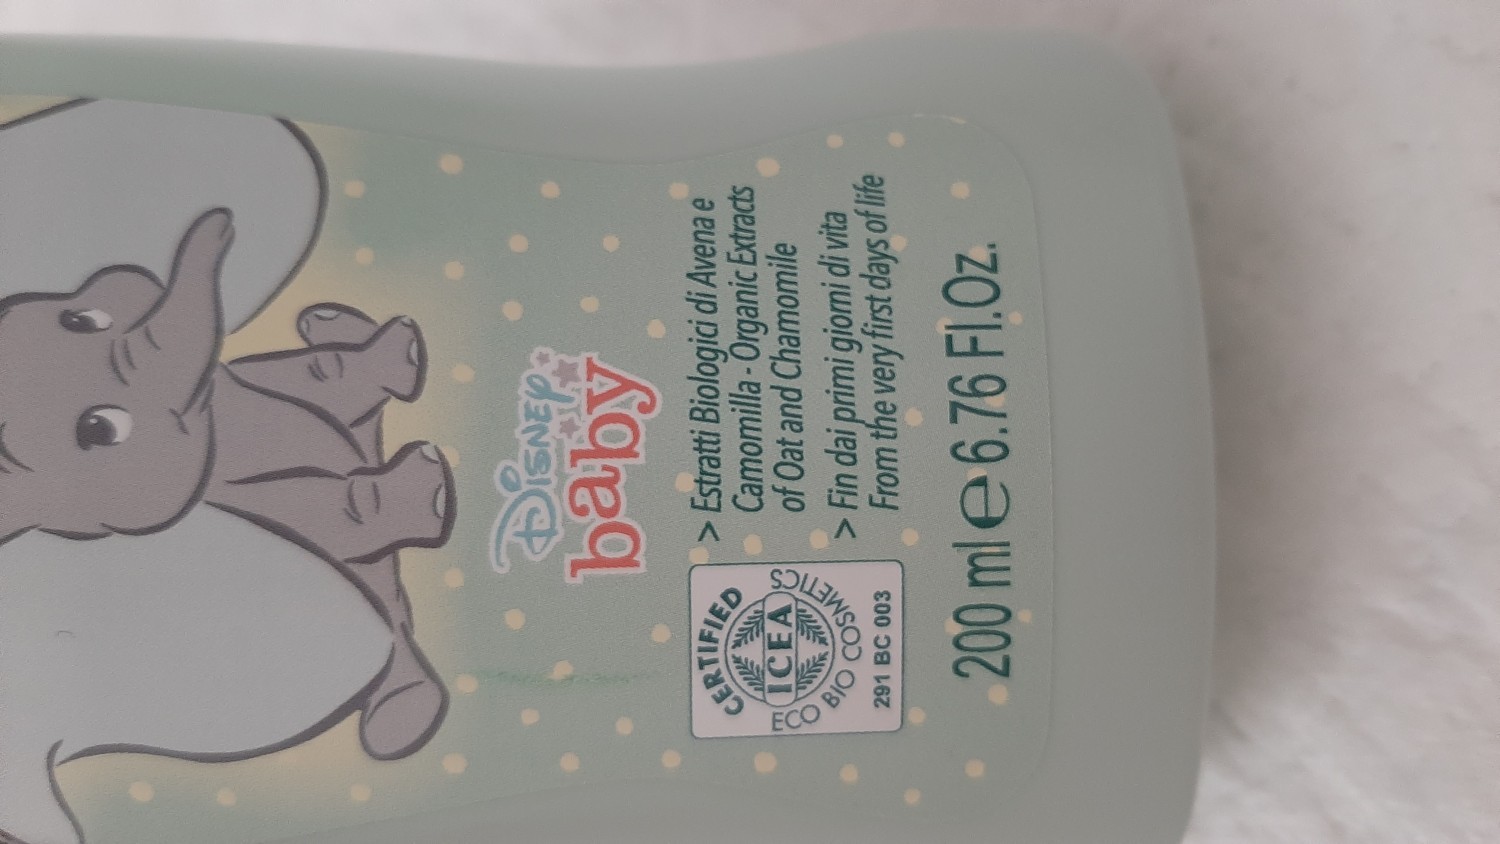 Disney
baby
> Estratti Biologici di Avena e
Camomilla - Organic Extracts
of Oat and Chamomile
> Fin dai primi giorni di vita
From the very first days of life
CERTIFIED
ICEA
ECO BIO COSMETICS
291 BC 003
200 ml e 6.76 Fl.Oz.